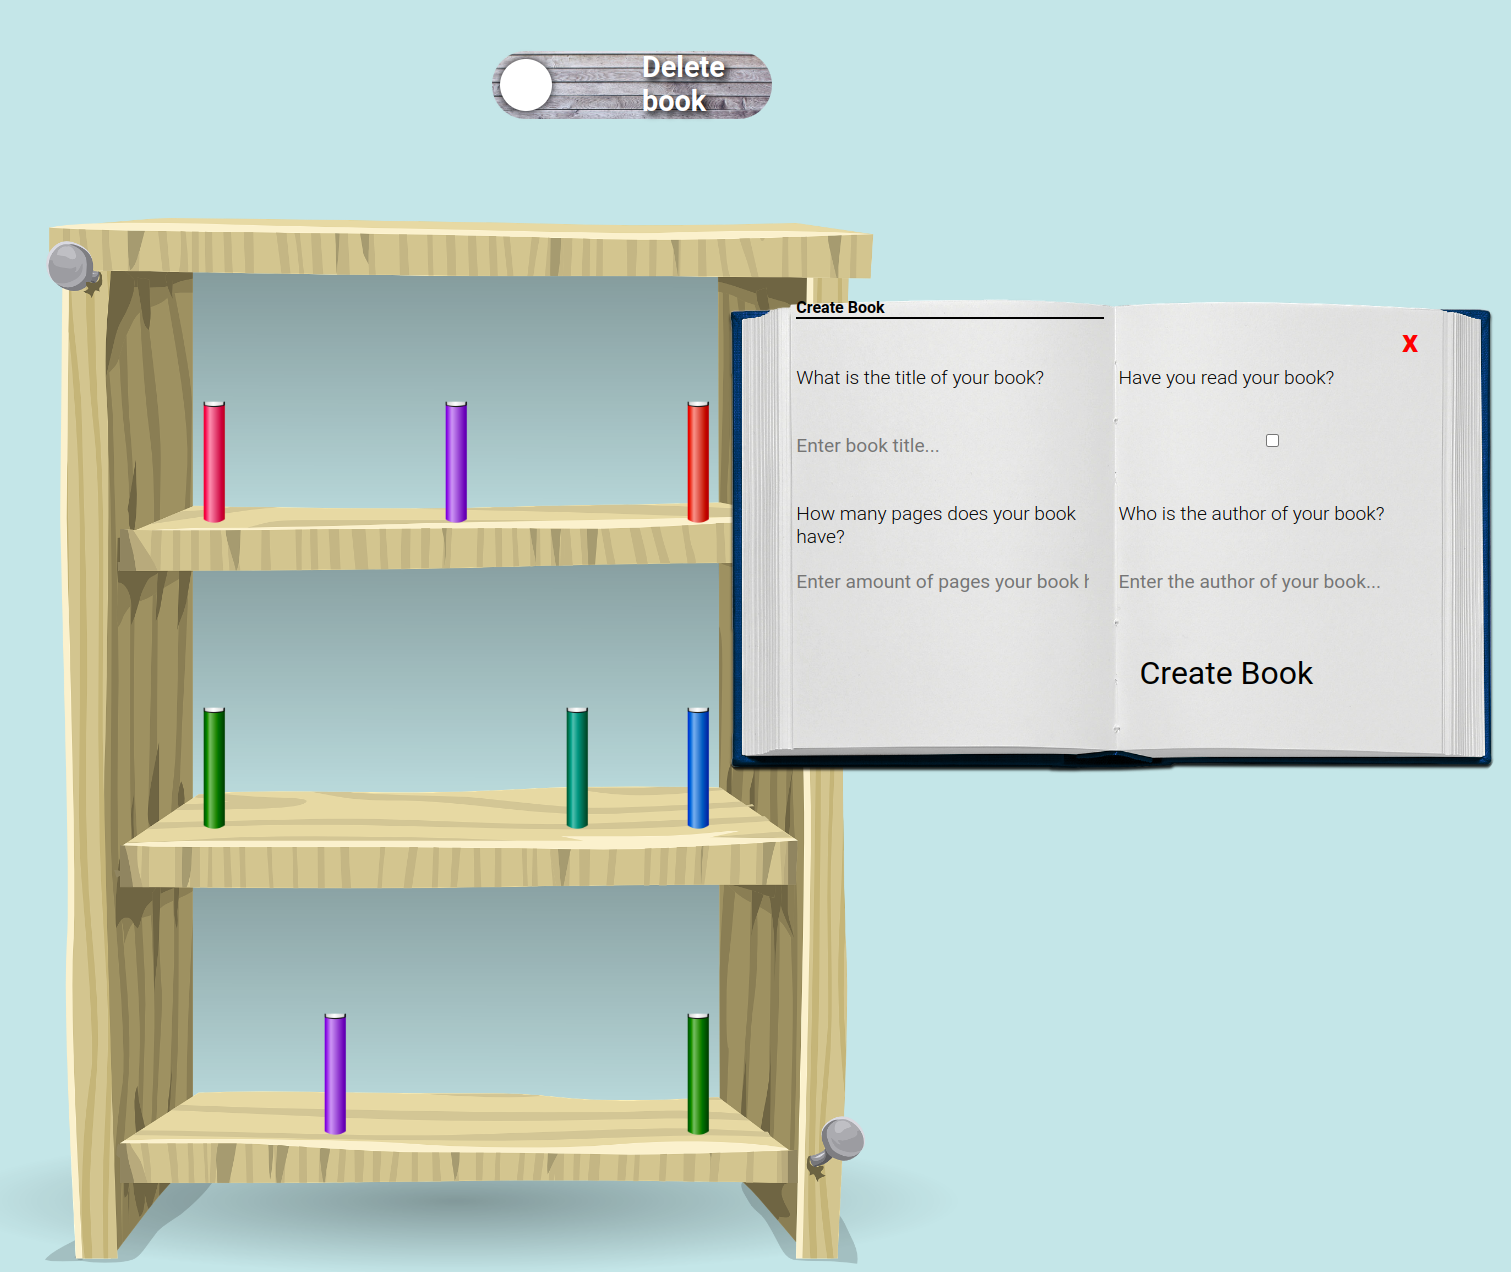 Delete
book
Create Book
X
What is the title of your book?
Have you read your book?
Enter book title...
How many pages does your book
have?
Who is the author of your book?
Enter amount of pages your book
Enter the author of your book...
Create Book